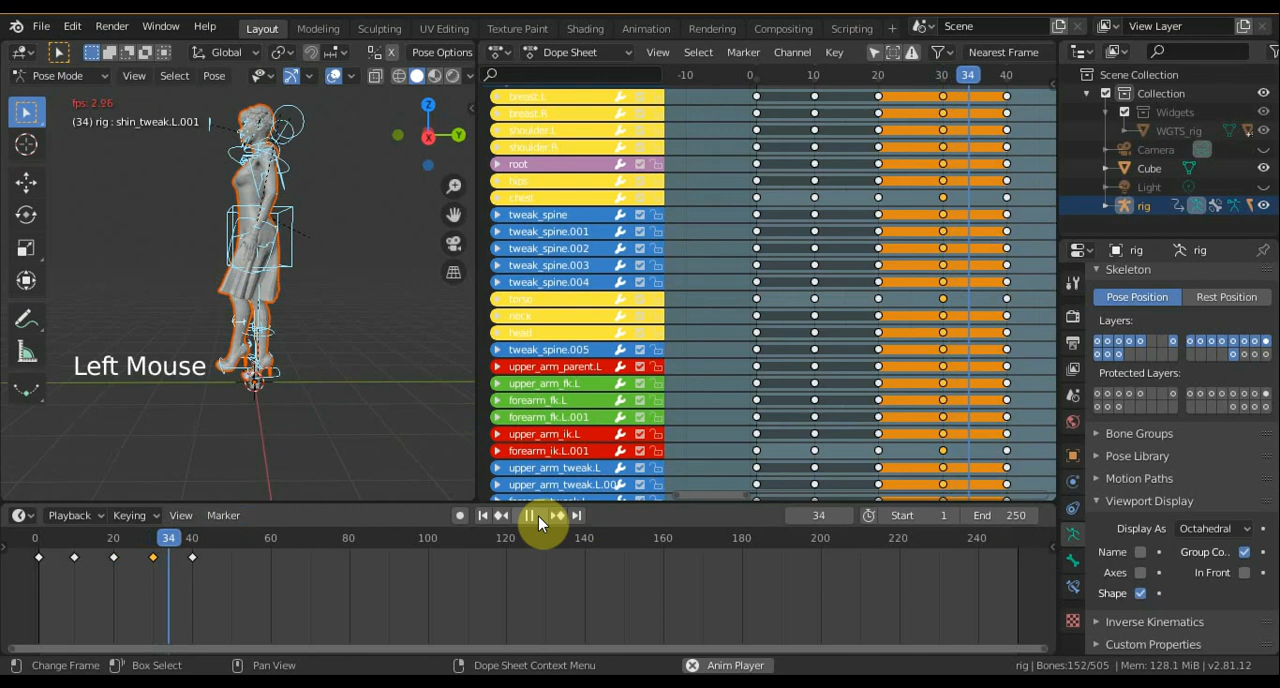 File Edit Render Window Help Layout Modeling Sculpting UV Editing Texture Paint Shading Animation Rendering Compositing Scripting + Scene View Layer
Global Pose Options Dope Sheet View Select Marker Channel Key Nearest Frame
Pose Mode View Select Pose
-10 0 10 20 30 34 40
Scene Collection
Collection
Widgets
WGTS_rig
Camera
Cube
Light
rig
fps: 2.96
(34) rig : shin_tweak.L.001
Z
X
Y
Left Mouse
breast.L
breast.R
shoulder.L
shoulder.R
root
hips
chest
tweak_spine
tweak_spine.001
tweak_spine.002
tweak_spine.003
tweak_spine.004
torso
neck
head
tweak_spine.005
upper_arm_parent.L
upper_arm_fk.L
forearm_fk.L
forearm_fk.L.001
upper_arm_ik.L
forearm_ik.L.001
upper_arm_tweak.L
upper_arm_tweak.L.00
rig rig
Skeleton
Pose Position Rest Position
Layers:
Protected Layers:
Bone Groups
Pose Library
Motion Paths
Viewport Display
Display As Octahedral
Name Group Co..
Axes In Front
Shape
Inverse Kinematics
Custom Properties
Playback Keying View Marker 34 Start 1 End 250
0 20 34 60 80 100 120 140 160 180 200 220 240
Change Frame Box Select Pan View Dope Sheet Context Menu Anim Player rig | Bones:152/505 | Mem: 128.1 MiB | v2.81.12